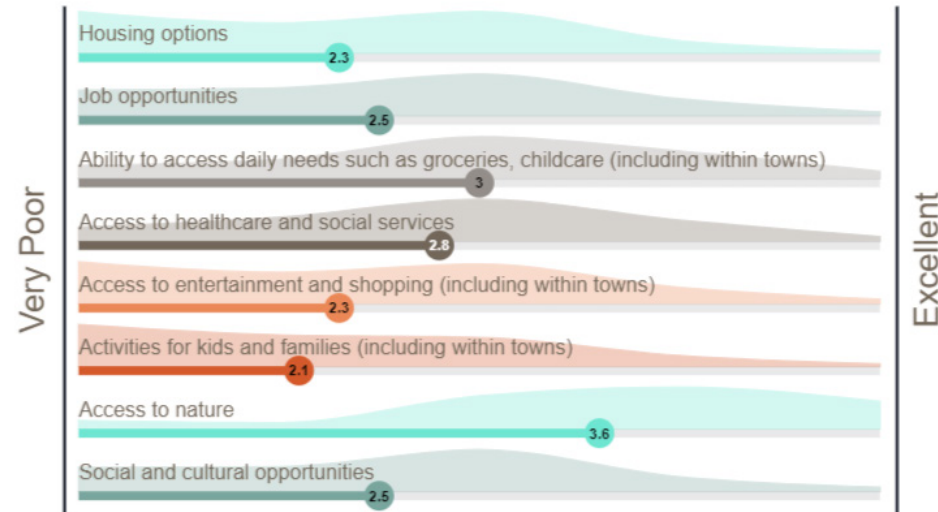 Housing options
2.3
Job opportunities
2.5
Ability to access daily needs such as groceries, childcare (including within towns)
3
Access to healthcare and social services
2.8
Access to entertainment and shopping (including within towns)
2.3
Activities for kids and families (including within towns)
2.1
Access to nature
3.6
Social and cultural opportunities
2.5
Very Poor
Excellent